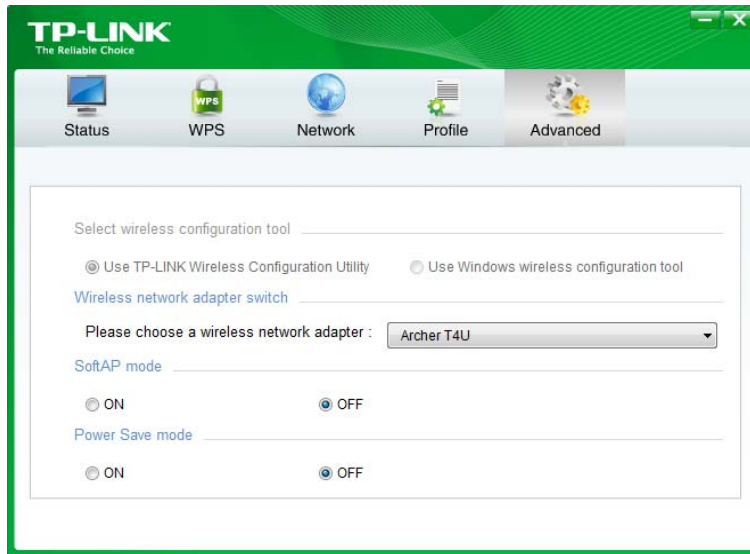 TP-LINK
The Reliable Choice
Status WPS Network Profile Advanced
WPS
Select wireless configuration tool
Use TP-LINK Wireless Configuration Utility Use Windows wireless configuration tool
Wireless network adapter switch
Please choose a wireless network adapter : Archer T4U
SoftAP mode
ON OFF
Power Save mode
ON OFF